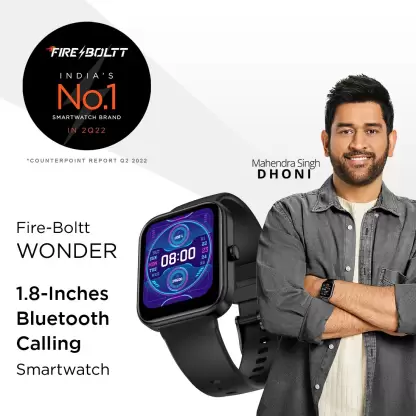 FIRE BOLTT
INDIA'S
No.1
SMARTWATCH BRAND
IN 2Q22
*COUNTERPOINT REPORT Q2 2022
Mahendra Singh
DHONI
Fire-Boltt
WONDER
1.8-Inches
Bluetooth
Calling
Smartwatch
08:00